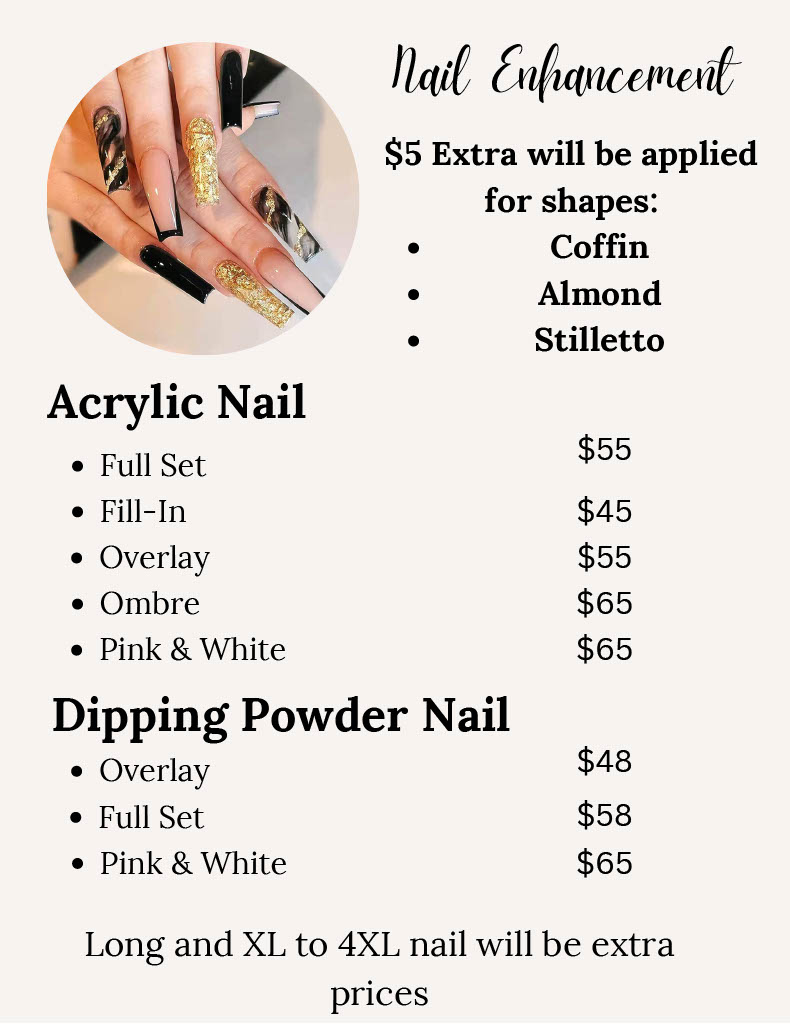 Nail Enhancement
$5 Extra will be applied
for shapes:
• Coffin
• Almond
• Stilletto
Acrylic Nail
• Full Set $55
• Fill-In $45
• Overlay $55
• Ombre $65
• Pink & White $65
Dipping Powder Nail
• Overlay $48
• Full Set $58
• Pink & White $65
Long and XL to 4XL nail will be extra
prices